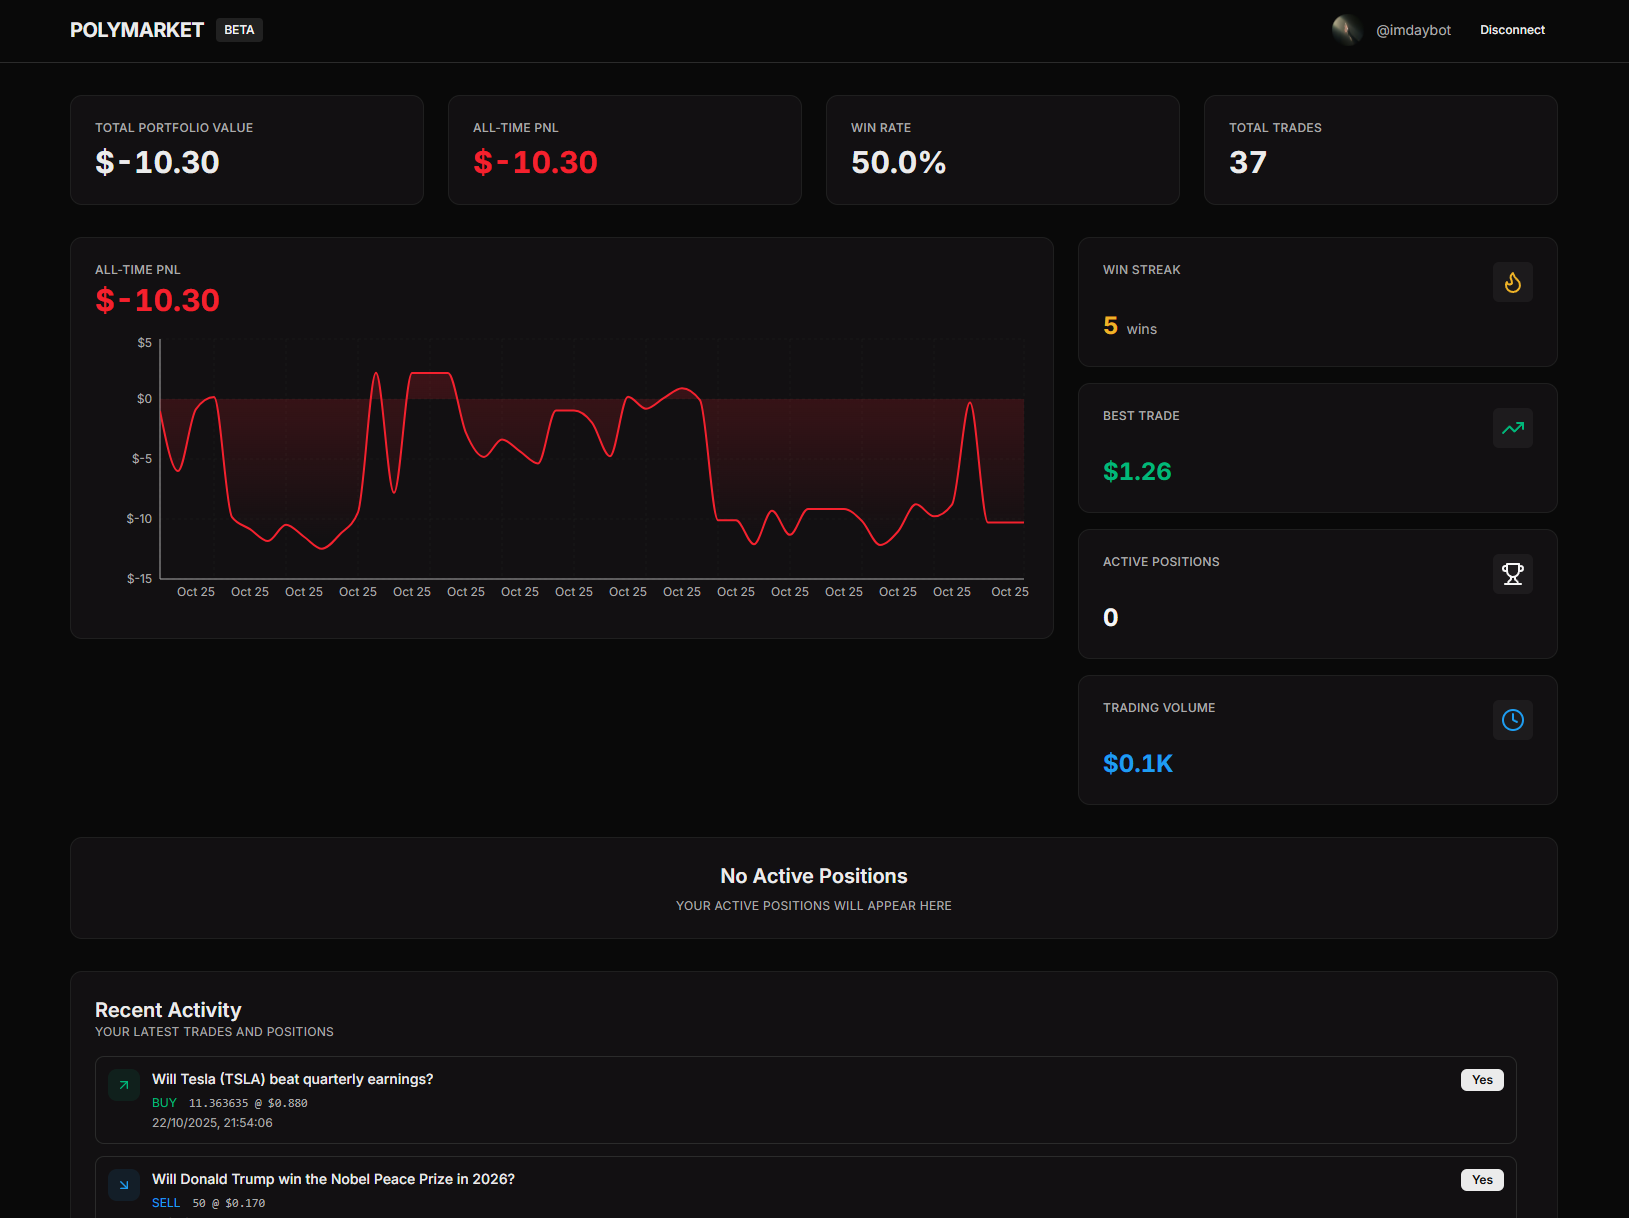 POLYMARKET BETA
@imdaybot Disconnect
TOTAL PORTFOLIO VALUE
$-10.30
ALL-TIME PNL
$-10.30
WIN RATE
50.0%
TOTAL TRADES
37
ALL-TIME PNL
$-10.30
$5
$0
$-5
$-10
$-15
Oct 25 Oct 25 Oct 25 Oct 25 Oct 25 Oct 25 Oct 25 Oct 25 Oct 25 Oct 25 Oct 25 Oct 25 Oct 25 Oct 25 Oct 25 Oct 25
WIN STREAK
5 wins
BEST TRADE
$1.26
ACTIVE POSITIONS
0
TRADING VOLUME
$0.1K
No Active Positions
YOUR ACTIVE POSITIONS WILL APPEAR HERE
Recent Activity
YOUR LATEST TRADES AND POSITIONS
Will Tesla (TSLA) beat quarterly earnings?
Yes
BUY 11.363635 @ $0.880
22/10/2025, 21:54:06
Will Donald Trump win the Nobel Peace Prize in 2026?
Yes
SELL 50 @ $0.170